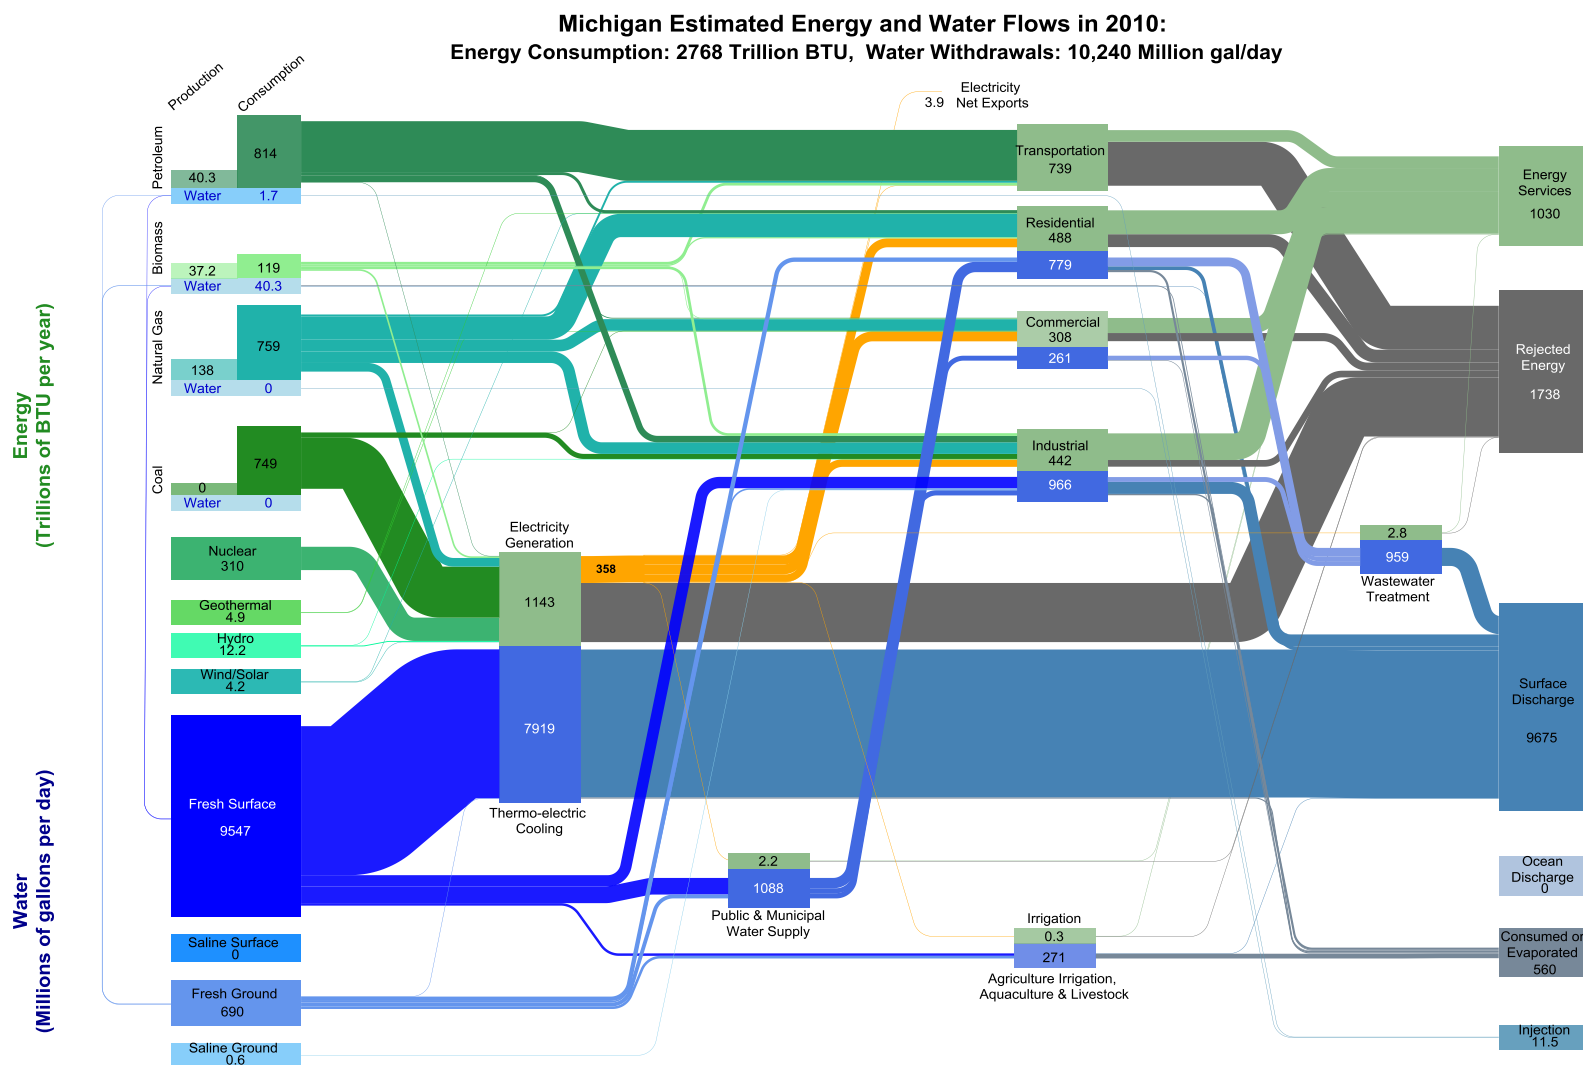 Michigan Estimated Energy and Water Flows in 2010:
Energy Consumption: 2768 Trillion BTU,  Water Withdrawals: 10,240 Million gal/day
Production
Consumption
Electricity
3.9 Net Exports
Petroleum
814
40.3
Water 1.7
Biomass
119
37.2
Water 40.3
Natural Gas
759
138
Water 0
Coal
749
0
Water 0
Energy
(Trillions of BTU per year)
Nuclear
310
Geothermal
4.9
Hydro
12.2
Wind/Solar
4.2
Water
(Millions of gallons per day)
Fresh Surface
9547
Saline Surface
0
Fresh Ground
690
Saline Ground
0.6
Electricity
Generation
358
1143
7919
Thermo-electric
Cooling
2.2
1088
Public & Municipal
Water Supply
Transportation
739
Residential
488
779
Commercial
308
261
Industrial
442
966
Irrigation
0.3
271
Agriculture Irrigation,
Aquaculture & Livestock
2.8
959
Wastewater
Treatment
Energy
Services
1030
Rejected
Energy
1738
Surface
Discharge
9675
Ocean
Discharge
0
Consumed or
Evaporated
560
Injection
11.5